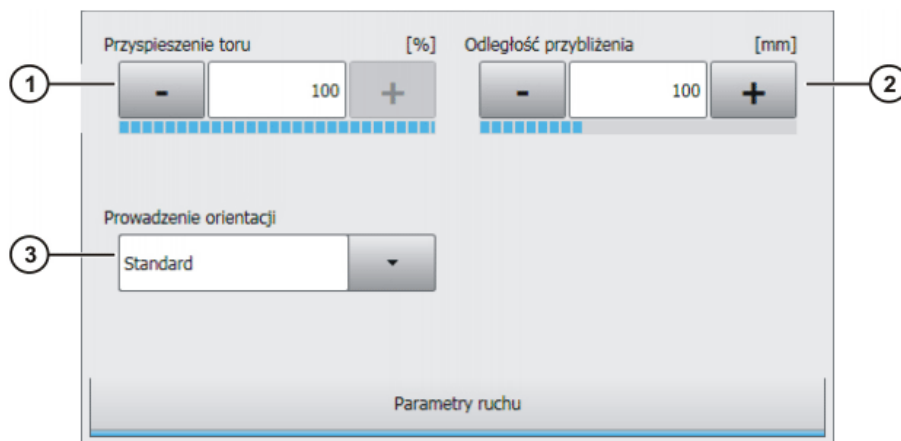 Przyspieszenie toru [%] Odległość przybliżenia [mm]
1 - 100 + - 100 + 2
Prowadzenie orientacji
3 Standard
Parametry ruchu